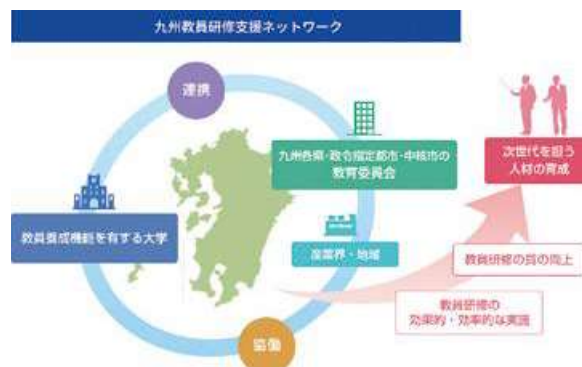 九州教員研修支援ネットワーク
連携
九州各県・政令指定都市・中核市の
教育委員会
次世代を担う
人材の育成
教員養成機能を有する大学
産業界・地域
教員研修の質の向上
教員研修の
効果的・効率的な実施
協働